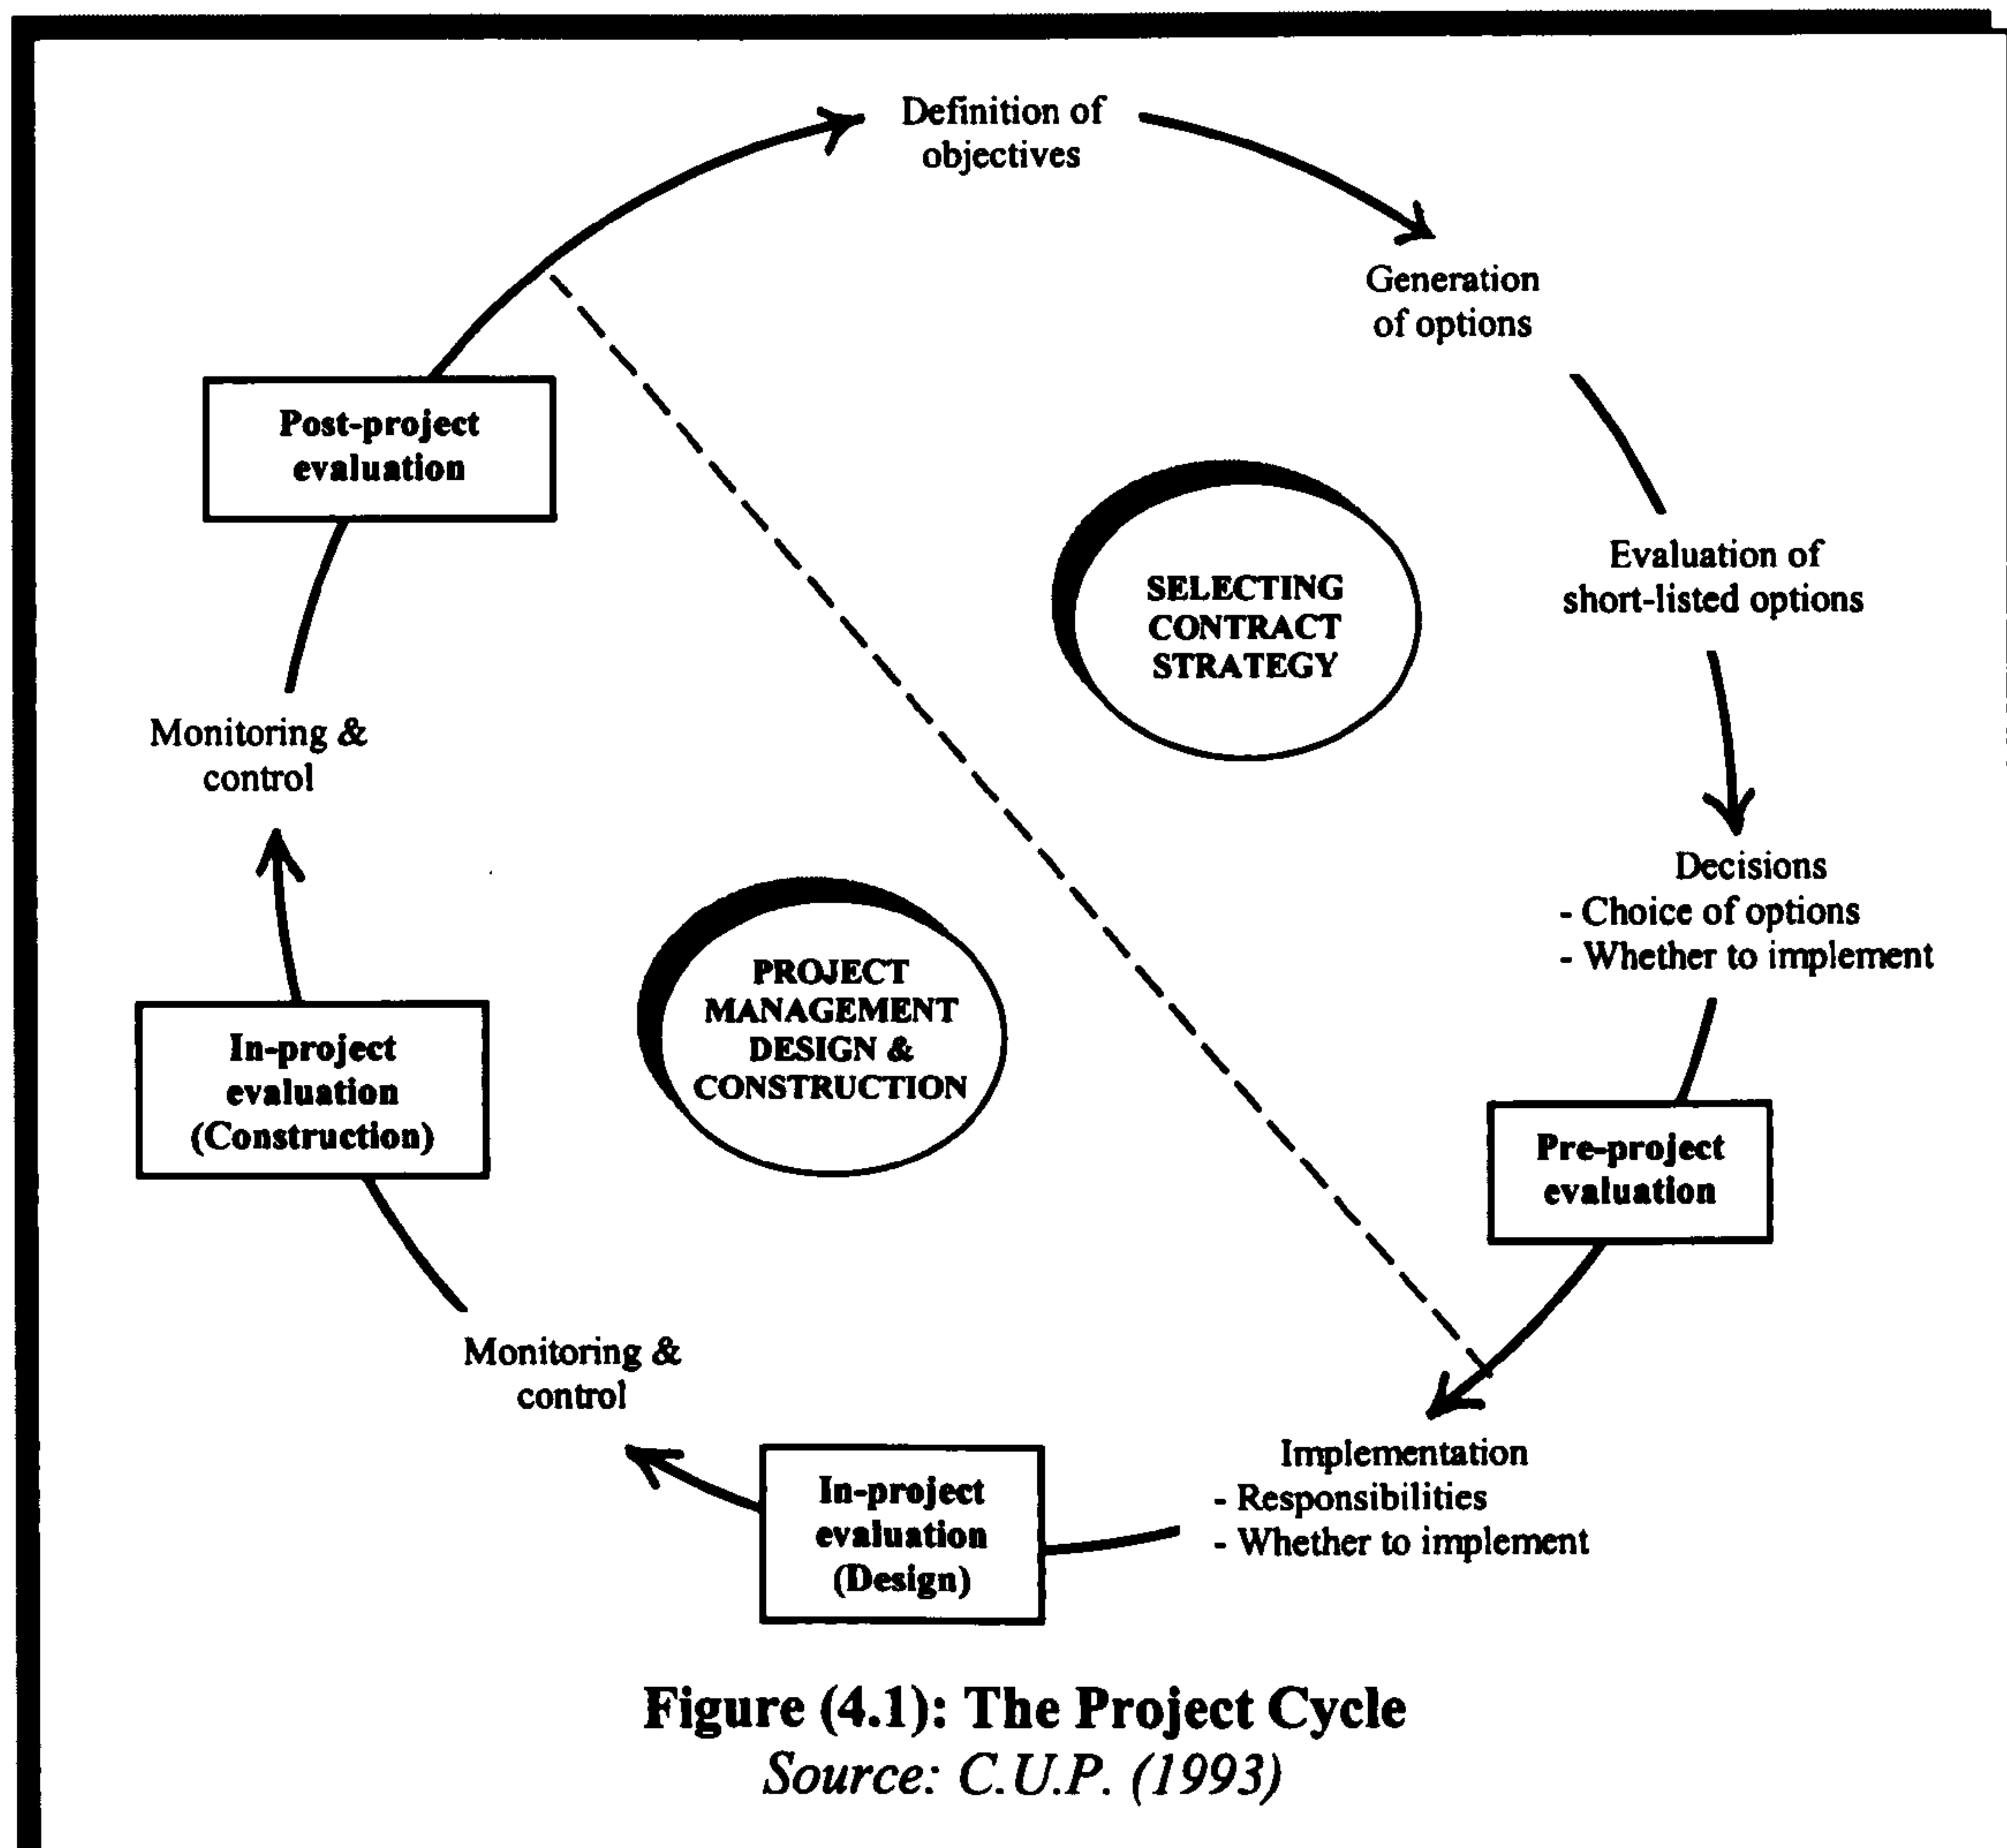 Definition of
objectives
Generation
of options
Evaluation of
short-listed options
Decisions
- Choice of options
- Whether to implement
Pre-project
evaluation
Implementation
- Responsibilities
- Whether to implement
In-project
evaluation
(Design)
Monitoring &
control
In-project
evaluation
(Construction)
Monitoring &
control
Post-project
evaluation
SELECTING
CONTRACT
STRATEGY
PROJECT
MANAGEMENT
DESIGN &
CONSTRUCTION
Figure (4.1): The Project Cycle
Source: C.U.P. (1993)